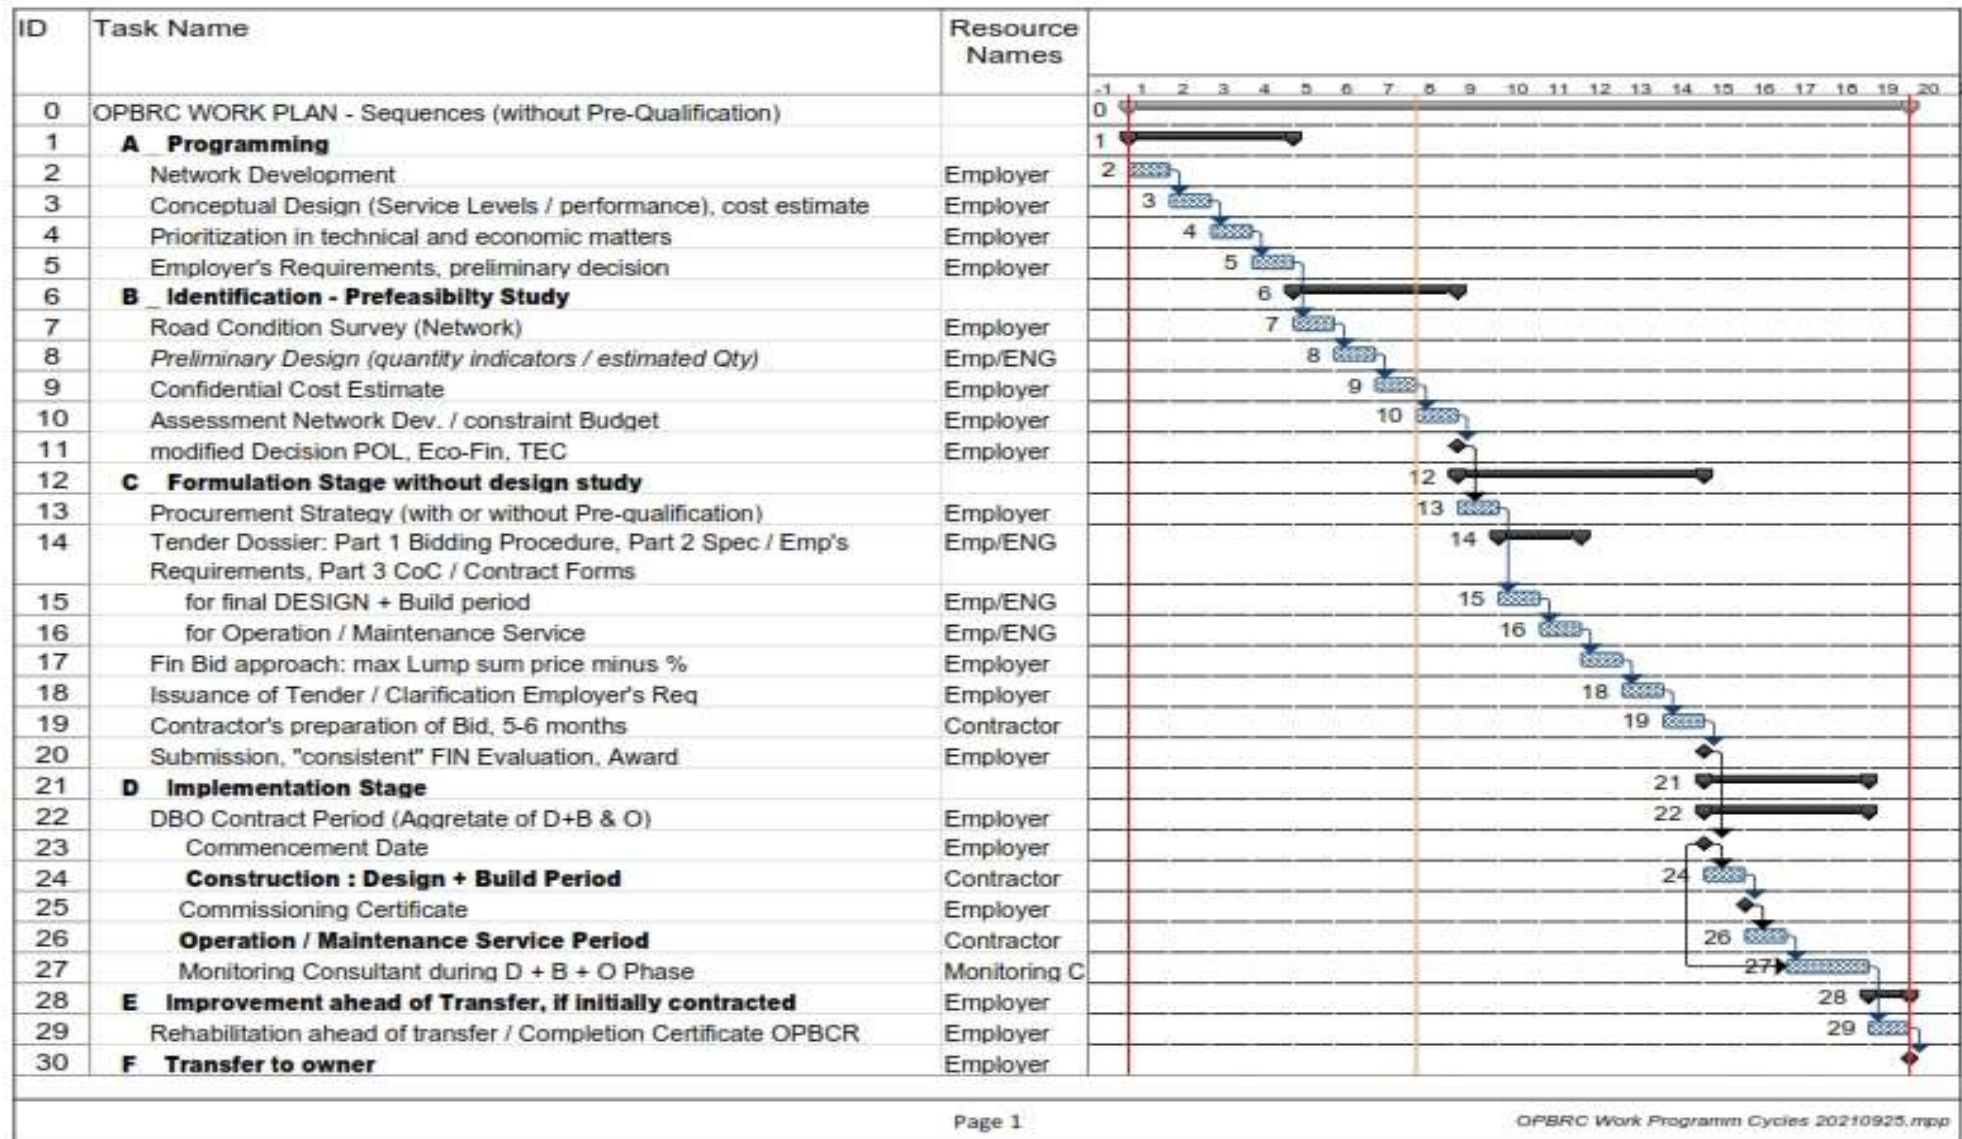 ID Task Name Resource Names
-1 1 2 3 4 5 6 7 8 9 10 11 12 13 14 15 16 17 18 19 20
0 OPBRC WORK PLAN - Sequences (without Pre-Qualification) 0
1 A _ Programming 1
2 Network Development Employer 2
3 Conceptual Design (Service Levels / performance), cost estimate Employer 3
4 Prioritization in technical and economic matters Employer 4
5 Employer's Requirements, preliminary decision Employer 5
6 B _ Identification - Prefeasibilty Study 6
7 Road Condition Survey (Network) Employer 7
8 Preliminary Design (quantity indicators / estimated Qty) Emp/ENG 8
9 Confidential Cost Estimate Employer 9
10 Assessment Network Dev. / constraint Budget Employer 10
11 modified Decision POL, Eco-Fin, TEC Employer
12 C Formulation Stage without design study 12
13 Procurement Strategy (with or without Pre-qualification) Employer 13
14 Tender Dossier: Part 1 Bidding Procedure, Part 2 Spec / Emp's Emp/ENG 14
Requirements, Part 3 CoC / Contract Forms
15 for final DESIGN + Build period Emp/ENG 15
16 for Operation / Maintenance Service Emp/ENG 16
17 Fin Bid approach: max Lump sum price minus % Employer
18 Issuance of Tender / Clarification Employer's Req Employer 18
19 Contractor's preparation of Bid, 5-6 months Contractor 19
20 Submission, "consistent" FIN Evaluation, Award Employer
21 D Implementation Stage 21
22 DBO Contract Period (Aggretate of D+B & O) Employer 22
23 Commencement Date Employer
24 Construction : Design + Build Period Contractor 24
25 Commissioning Certificate Employer
26 Operation / Maintenance Service Period Contractor 26
27 Monitoring Consultant during D + B + O Phase Monitoring C 27
28 E Improvement ahead of Transfer, if initially contracted Employer 28
29 Rehabilitation ahead of transfer / Completion Certificate OPBCR Employer 29
30 F Transfer to owner Employer
Page 1
OPBRC Work Programm Cycles 20210925.mpp